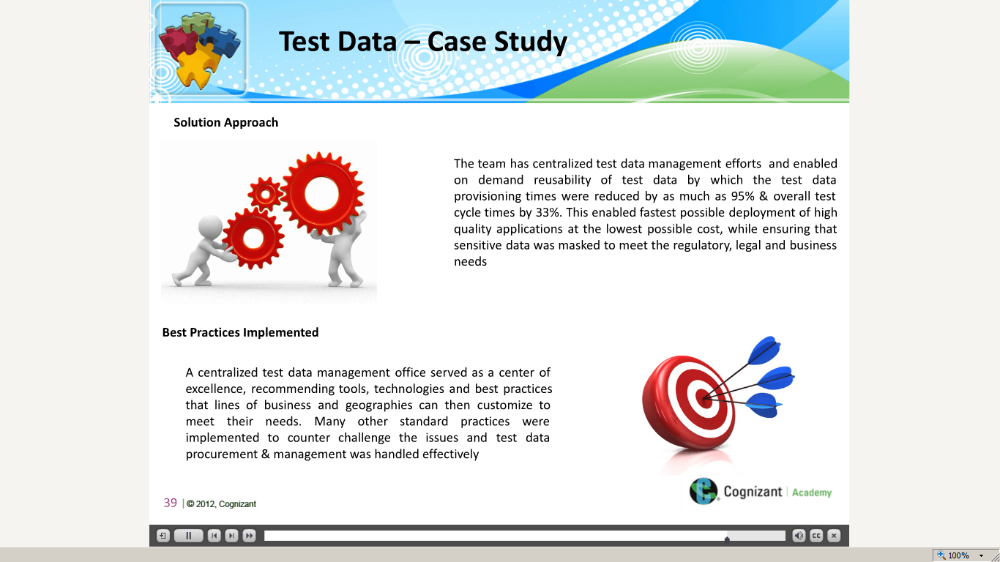 Test Data – Case Study
Solution Approach
The team has centralized test data management efforts  and enabled
on demand reusability of test data by which the test data
provisioning times were reduced by as much as 95% & overall test
cycle times by 33%. This enabled fastest possible deployment of high
quality applications at the lowest possible cost, while ensuring that
sensitive data was masked to meet the regulatory, legal and business
needs
Best Practices Implemented
A centralized test data management office served as a center of
excellence, recommending tools, technologies and best practices
that lines of business and geographies can then customize to
meet their needs. Many other standard practices were
implemented to counter challenge the issues and test data
procurement & management was handled effectively
Cognizant | Academy
39 | © 2012, Cognizant
CC
100%